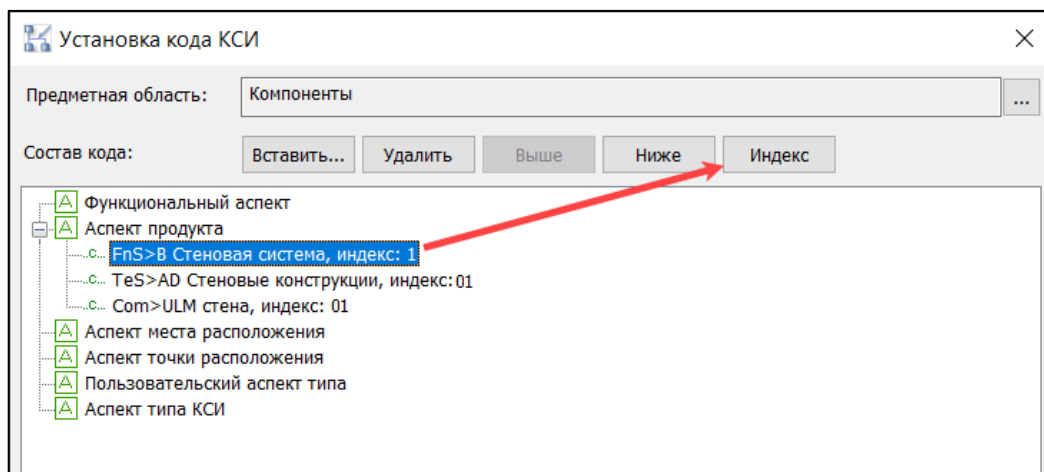 Установка кода КСИ
Предметная область: Компоненты ...
Состав кода: Вставить... Удалить Выше Ниже Индекс
Функциональный аспект
Аспект продукта
FnS>B Стеновая система, индекс: 1
TeS>AD Стеновые конструкции, индекс: 01
Com>ULM стена, индекс: 01
Аспект места расположения
Аспект точки расположения
Пользовательский аспект типа
Аспект типа КСИ